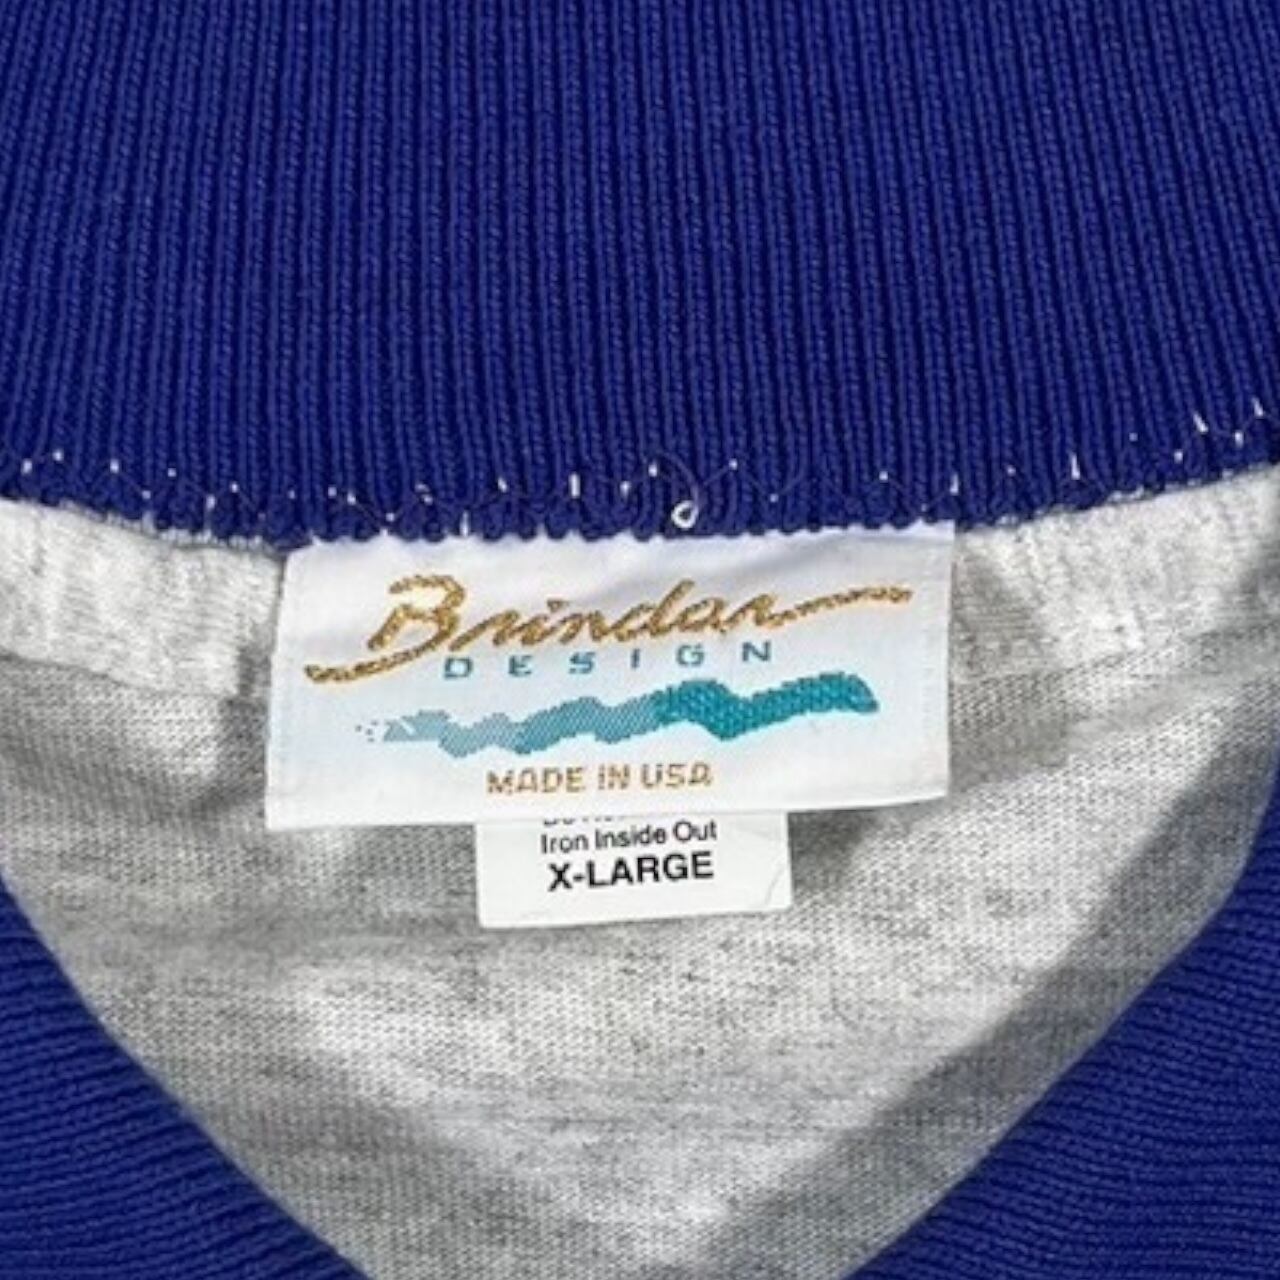 Brindar
DESIGN
MADE IN USA
Iron Inside Out
X-LARGE